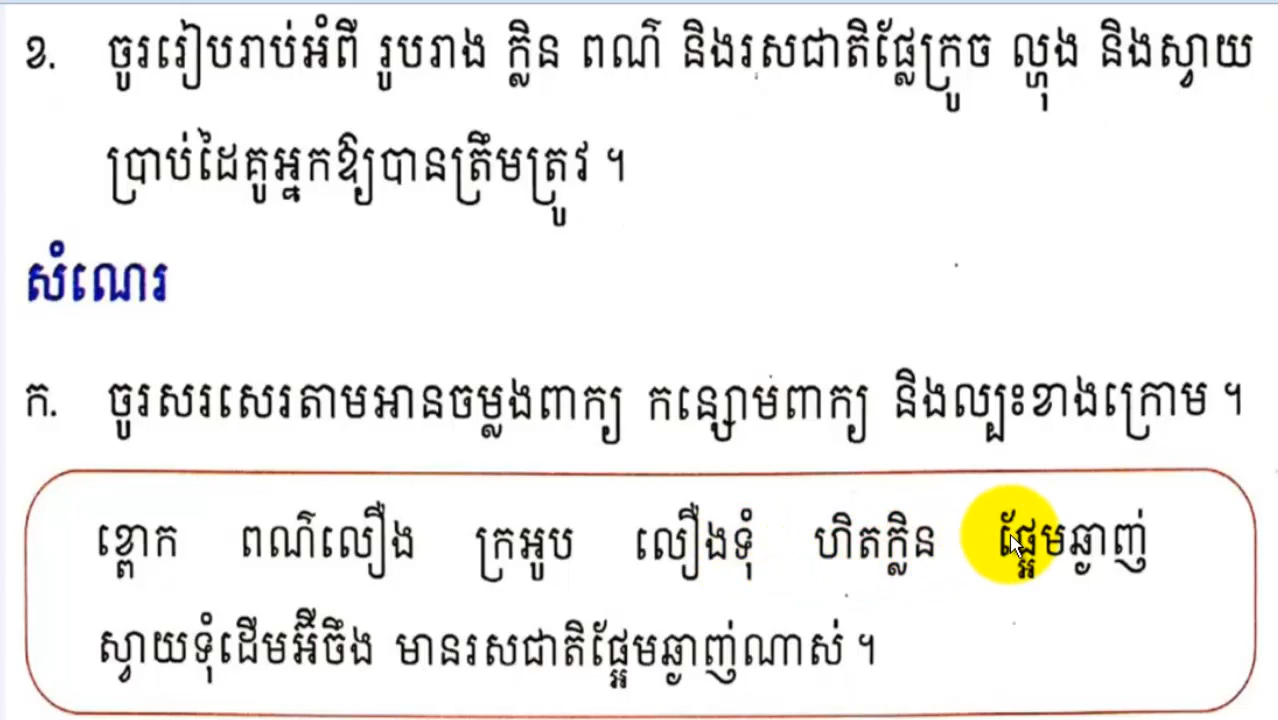 ខ. ចូររៀបរាប់អំពី រូបរាង ក្លិន ពណ៌ និងរសជាតិផ្លែក្រូច ល្ហុង និងស្វាយ
ប្រាប់ដៃគូអ្នកឱ្យបានត្រឹមត្រូវ ។
សំណេរ
ក. ចូរសរសេរតាមអានចម្លងពាក្យ កន្សោមពាក្យ និងល្បះខាងក្រោម ។
ខ្ពោក ពណ៌លឿង ក្រអូប លឿងទុំ ហិតក្លិន ផ្អែមឆ្ងាញ់
ស្វាយទុំដើមអ៊ីចឹង មានរសជាតិផ្អែមឆ្ងាញ់ណាស់ ។